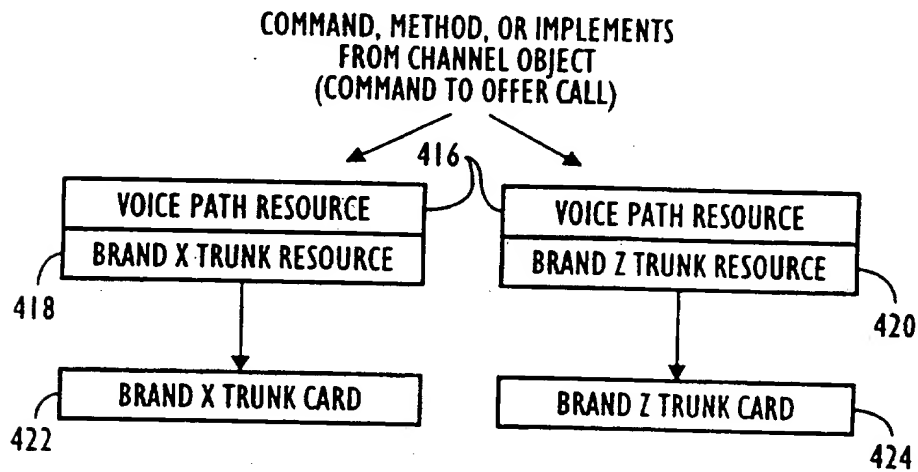 COMMAND, METHOD, OR IMPLEMENTS
FROM CHANNEL OBJECT
(COMMAND TO OFFER CALL)
416
VOICE PATH RESOURCE
BRAND X TRUNK RESOURCE
418
VOICE PATH RESOURCE
BRAND Z TRUNK RESOURCE
420
BRAND X TRUNK CARD
422
BRAND Z TRUNK CARD
424